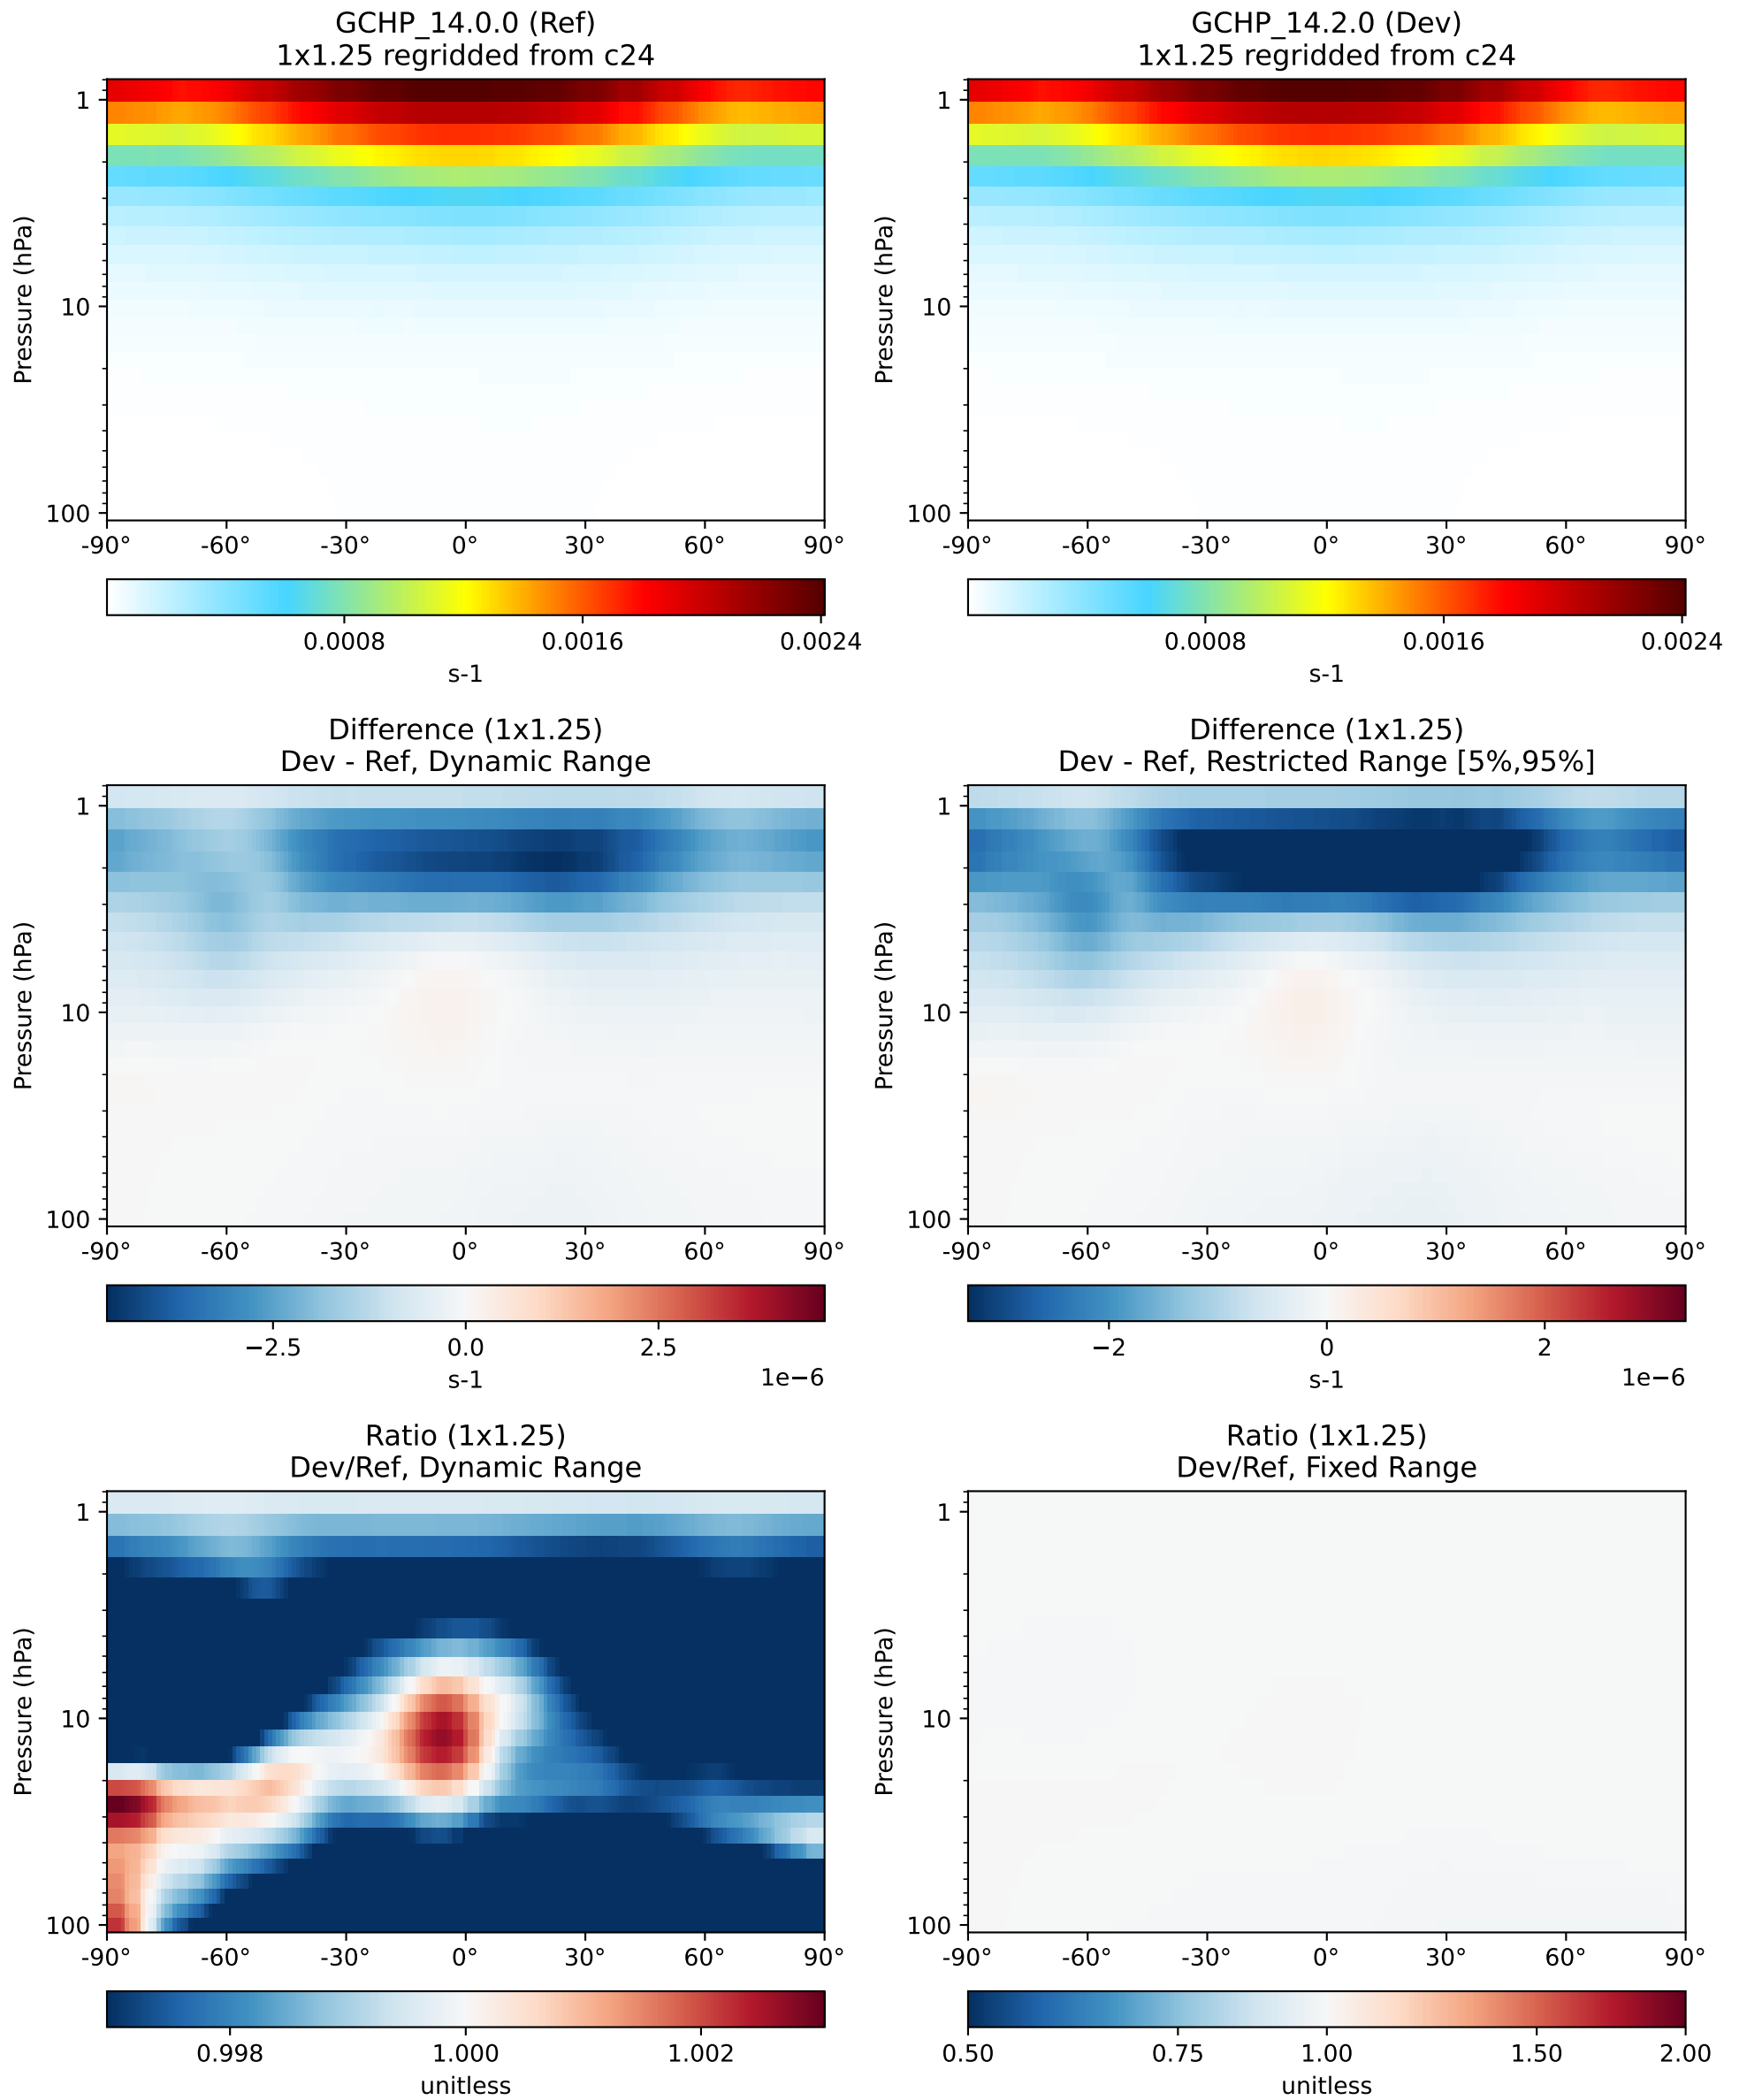 GCHP_14.0.0 (Ref)
1x1.25 regridded from c24
GCHP_14.2.0 (Dev)
1x1.25 regridded from c24
Pressure (hPa)
1
10
100
-90° -60° -30° 0° 30° 60° 90°
0.0008 0.0016 0.0024
s-1
Pressure (hPa)
1
10
100
-90° -60° -30° 0° 30° 60° 90°
0.0008 0.0016 0.0024
s-1
Difference (1x1.25)
Dev - Ref, Dynamic Range
Difference (1x1.25)
Dev - Ref, Restricted Range [5%,95%]
Pressure (hPa)
1
10
100
-90° -60° -30° 0° 30° 60° 90°
−2.5 0.0 2.5
s-1
1e−6
Pressure (hPa)
1
10
100
-90° -60° -30° 0° 30° 60° 90°
−2 0 2
s-1
1e−6
Ratio (1x1.25)
Dev/Ref, Dynamic Range
Ratio (1x1.25)
Dev/Ref, Fixed Range
Pressure (hPa)
1
10
100
-90° -60° -30° 0° 30° 60° 90°
0.998 1.000 1.002
unitless
Pressure (hPa)
1
10
100
-90° -60° -30° 0° 30° 60° 90°
0.50 0.75 1.00 1.50 2.00
unitless